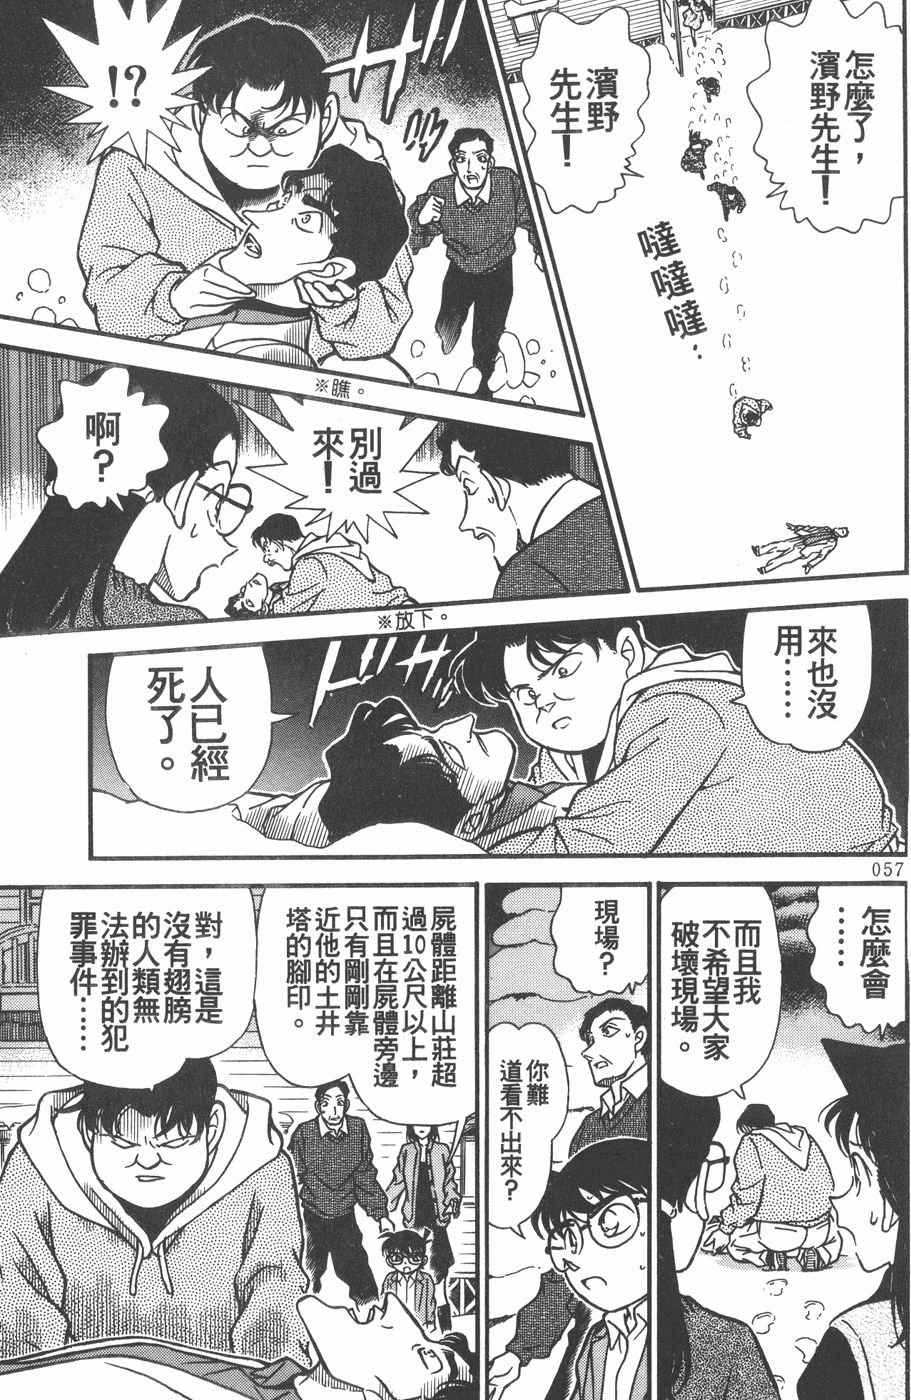 怎麼了，
濱野先生！
濱野
先生！
噠噠噠…
!?
※瞧。
別過
來！
啊？
※放下。
來也沒
用……
人已經
死了。
057
怎麼會
……
而且我
不希望大家
破壞現場。
現場？
你難
道看不出來？
屍體距離山莊超
過10公尺以上，
而且在屍體旁邊
只有剛剛靠
近他的土井
塔的腳印。
對，這是
沒有翅膀
的人類無
法辦到的犯
罪事件……